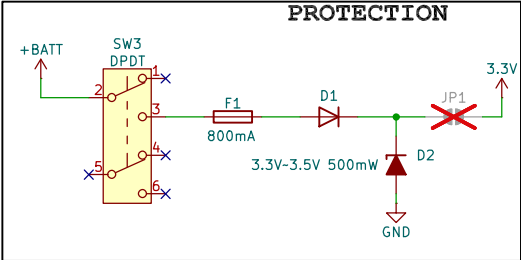 PROTECTION
+BATT
SW3
DPDT
1
2
3
4
5
6
F1
800mA
D1
JP1
3.3V
3.3V~3.5V 500mW
D2
GND